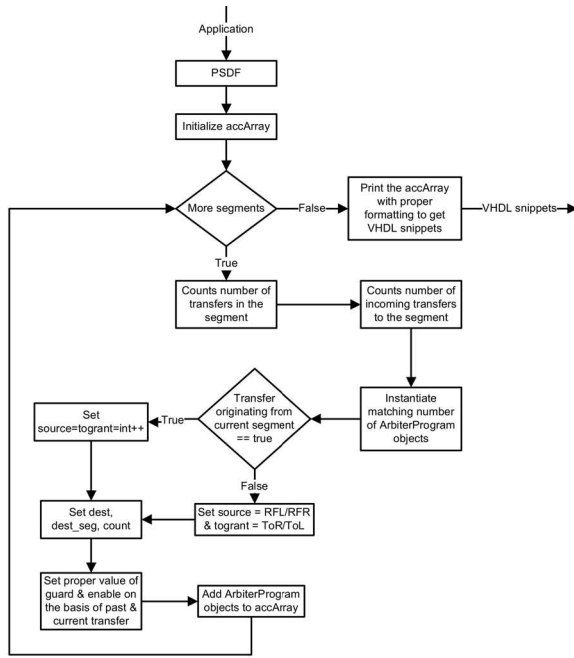 Application
PSDF
Initialize accArray
More segments
False
Print the accArray
with proper
formatting to get
VHDL snippets
VHDL snippets
True
Counts number of
transfers in the
segment
Counts number of
incoming transfers
to the segment
Instantiate
matching number
of ArbiterProgram
objects
Transfer
originating from
current segment
== true
True
Set
source=togrant=int++
False
Set source = RFL/RFR
& togrant = ToR/ToL
Set dest,
dest_seg, count
Set proper value of
guard & enable on
the basis of past &
current transfer
Add ArbiterProgram
objects to accArray